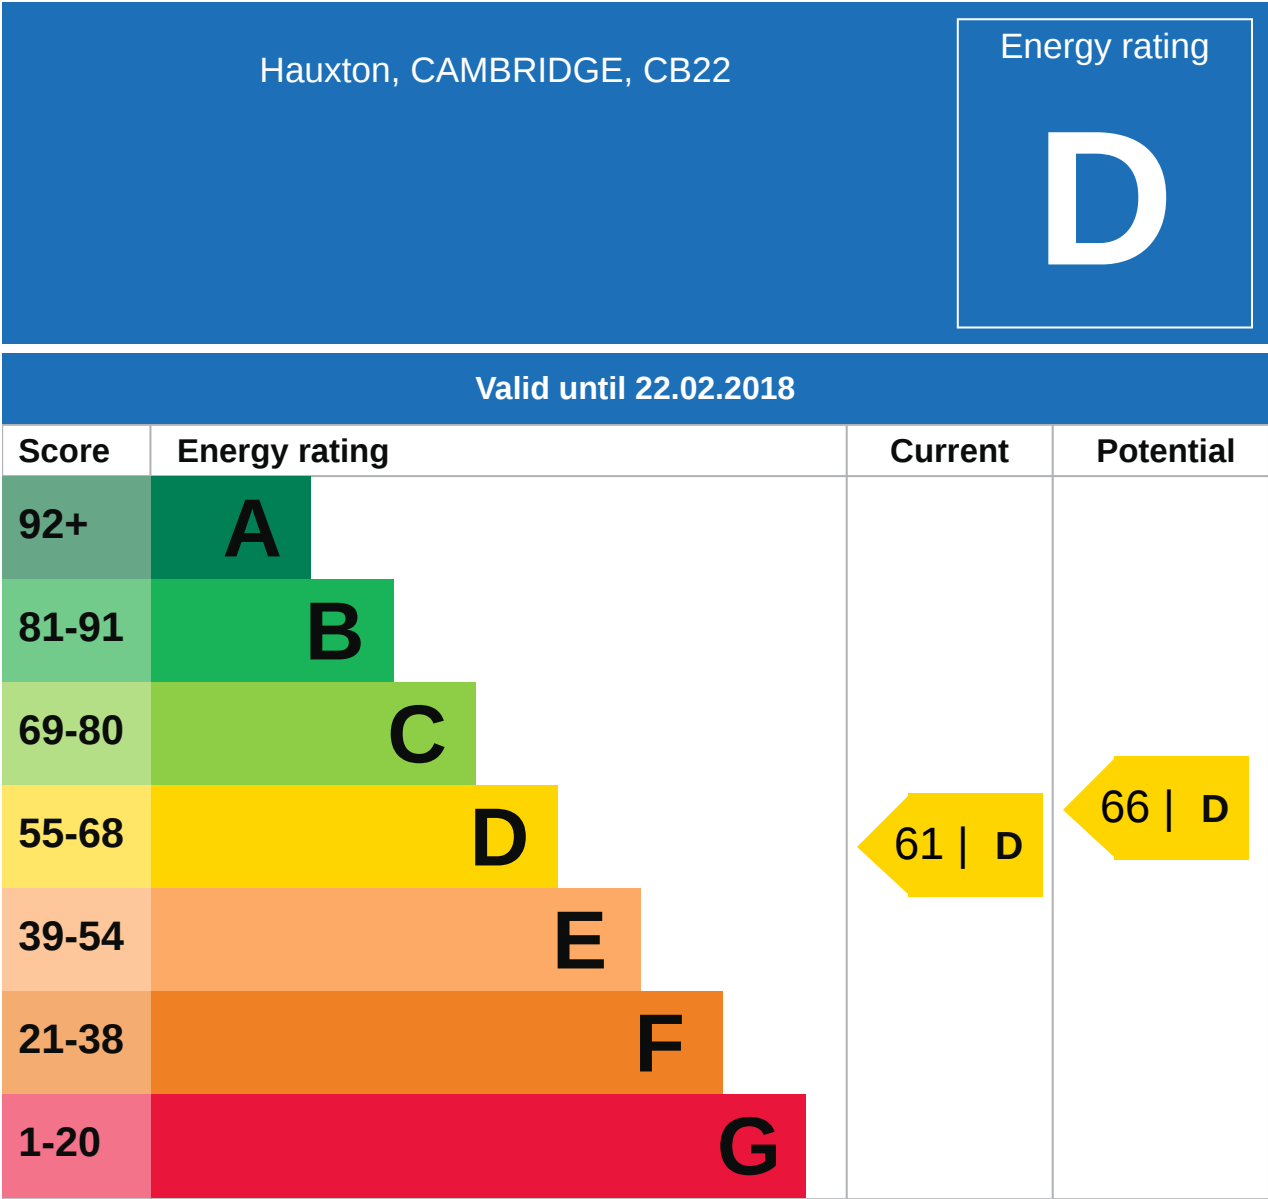 Hauxton, CAMBRIDGE, CB22
Energy rating
D
Valid until 22.02.2018
Score Energy rating Current Potential
92+ A
81-91 B
69-80 C
55-68 D 61 | D 66 | D
39-54 E
21-38 F
1-20 G